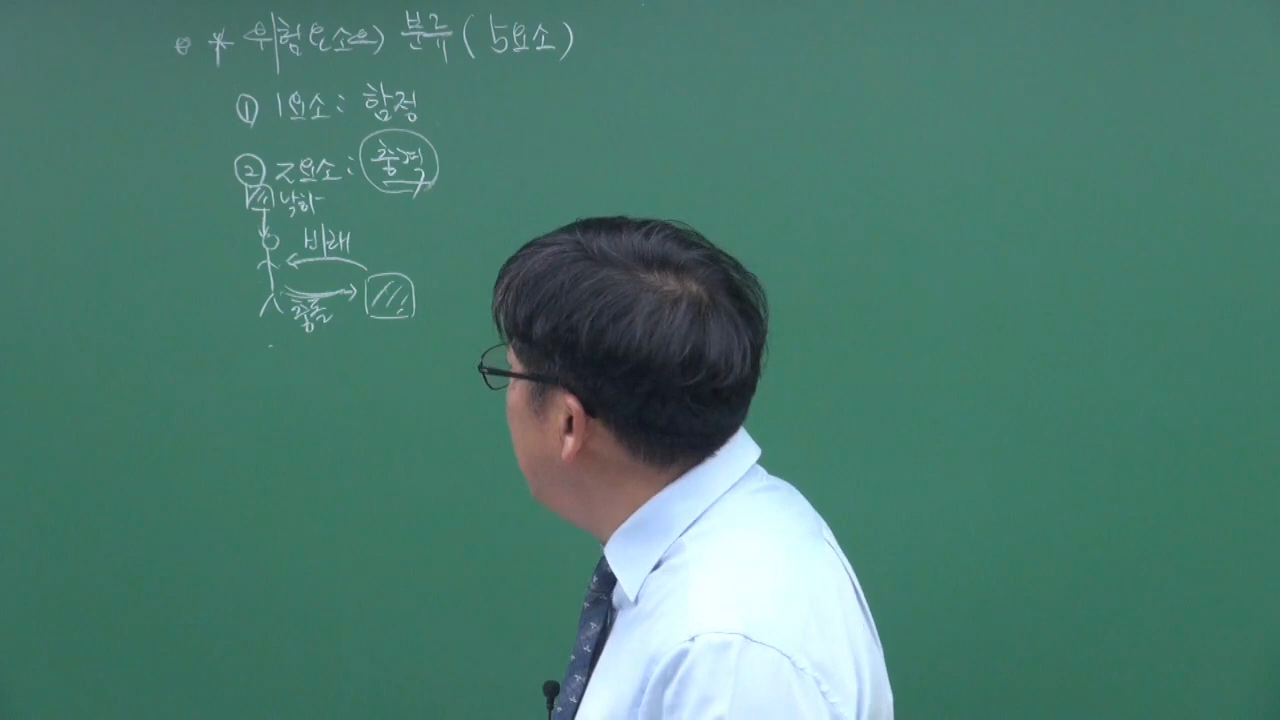 * 위험요소의 분류 (5요소)
① 1요소 : 함정
② 2요소 : 충격
낙하
비래
충돌